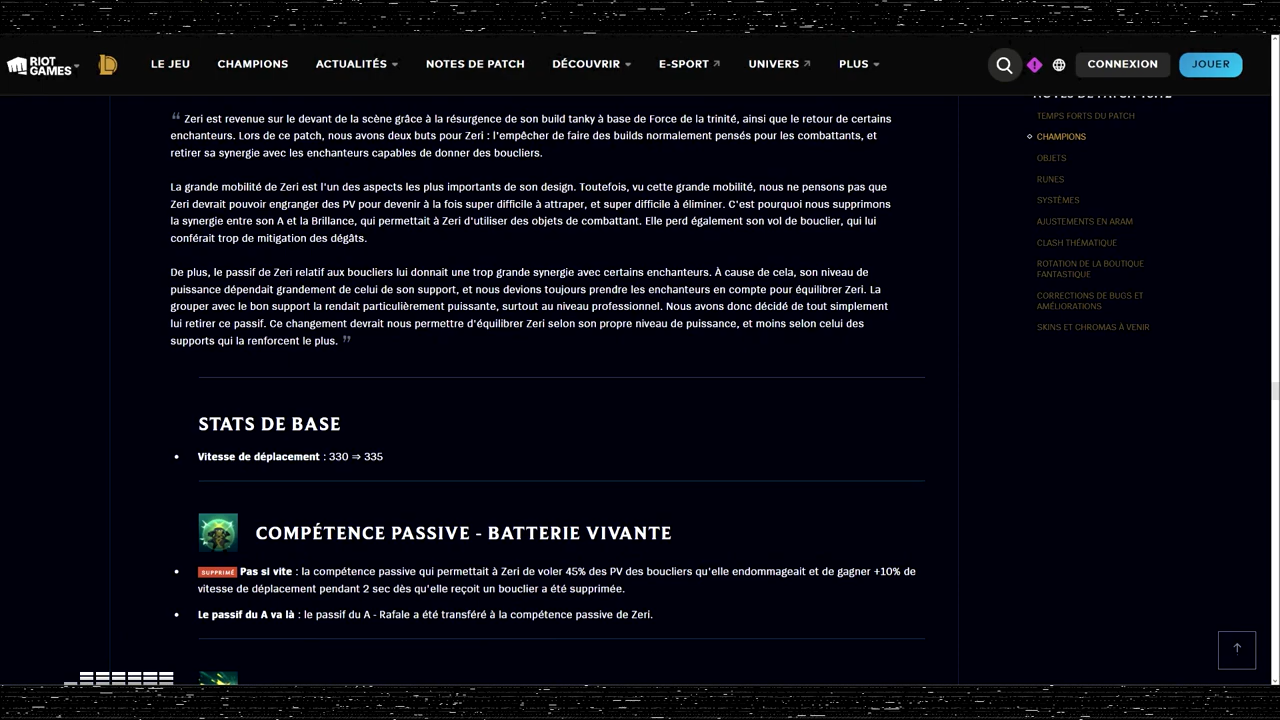 RIOT GAMES
LE JEU
CHAMPIONS
ACTUALITÉS
NOTES DE PATCH
DÉCOUVRIR
E-SPORT
UNIVERS
PLUS
CONNEXION
JOUER
“ Zeri est revenue sur le devant de la scène grâce à la résurgence de son build tanky à base de Force de la trinité, ainsi que le retour de certains
enchanteurs. Lors de ce patch, nous avons deux buts pour Zeri : l'empêcher de faire des builds normalement pensés pour les combattants, et
retirer sa synergie avec les enchanteurs capables de donner des boucliers.
La grande mobilité de Zeri est l'un des aspects les plus importants de son design. Toutefois, vu cette grande mobilité, nous ne pensons pas que
Zeri devrait pouvoir engranger des PV pour devenir à la fois super difficile à attraper, et super difficile à éliminer. C'est pourquoi nous supprimons
la synergie entre son A et la Brillance, qui permettait à Zeri d'utiliser des objets de combattant. Elle perd également son vol de bouclier, qui lui
conférait trop de mitigation des dégâts.
De plus, le passif de Zeri relatif aux boucliers lui donnait une trop grande synergie avec certains enchanteurs. À cause de cela, son niveau de
puissance dépendait grandement de celui de son support, et nous devions toujours prendre les enchanteurs en compte pour équilibrer Zeri. La
grouper avec le bon support la rendait particulièrement puissante, surtout au niveau professionnel. Nous avons donc décidé de tout simplement
lui retirer ce passif. Ce changement devrait nous permettre d'équilibrer Zeri selon son propre niveau de puissance, et moins selon celui des
supports qui la renforcent le plus. ”
STATS DE BASE
• Vitesse de déplacement : 330 ⇒ 335
COMPÉTENCE PASSIVE - BATTERIE VIVANTE
• SUPPRIMÉ Pas si vite : la compétence passive qui permettait à Zeri de voler 45% des PV des boucliers qu'elle endommageait et de gagner +10% de
vitesse de déplacement pendant 2 sec dès qu'elle reçoit un bouclier a été supprimée.
• Le passif du A va là : le passif du A - Rafale a été transféré à la compétence passive de Zeri.
TEMPS FORTS DU PATCH
CHAMPIONS
OBJETS
RUNES
SYSTÈMES
AJUSTEMENTS EN ARAM
CLASH THÉMATIQUE
ROTATION DE LA BOUTIQUE
FANTASTIQUE
CORRECTIONS DE BUGS ET
AMÉLIORATIONS
SKINS ET CHROMAS À VENIR